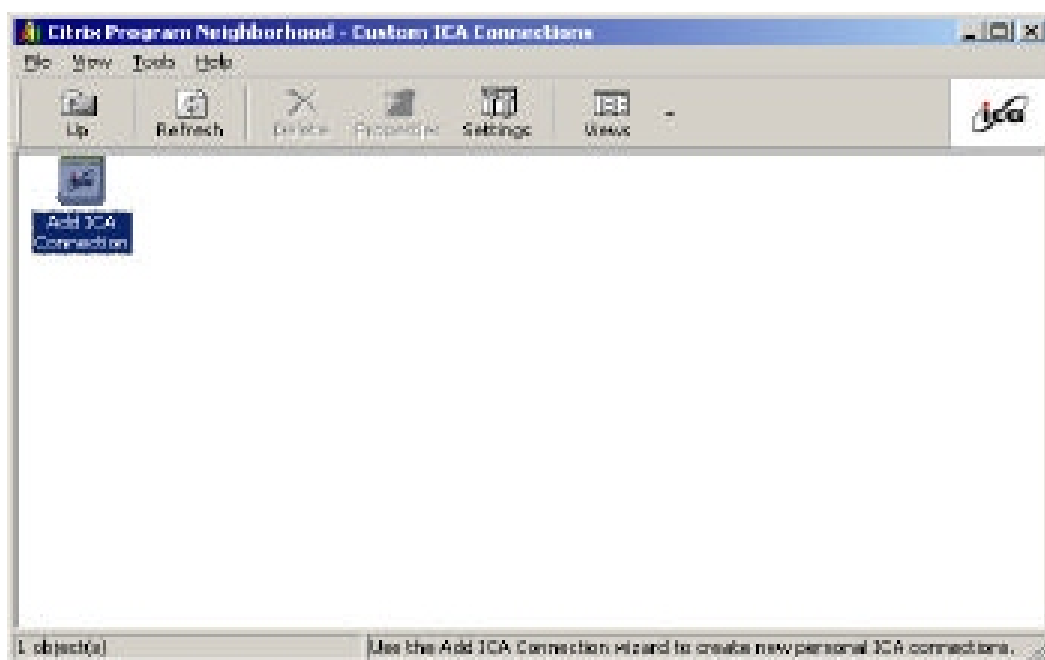 Citrix Program Neighborhood - Custom ICA Connections
File View Tools Help
Up Refresh Delete Properties Settings Views
ica
Add ICA
Connection
1 object(s) Use the Add ICA Connection wizard to create new personal ICA connections.